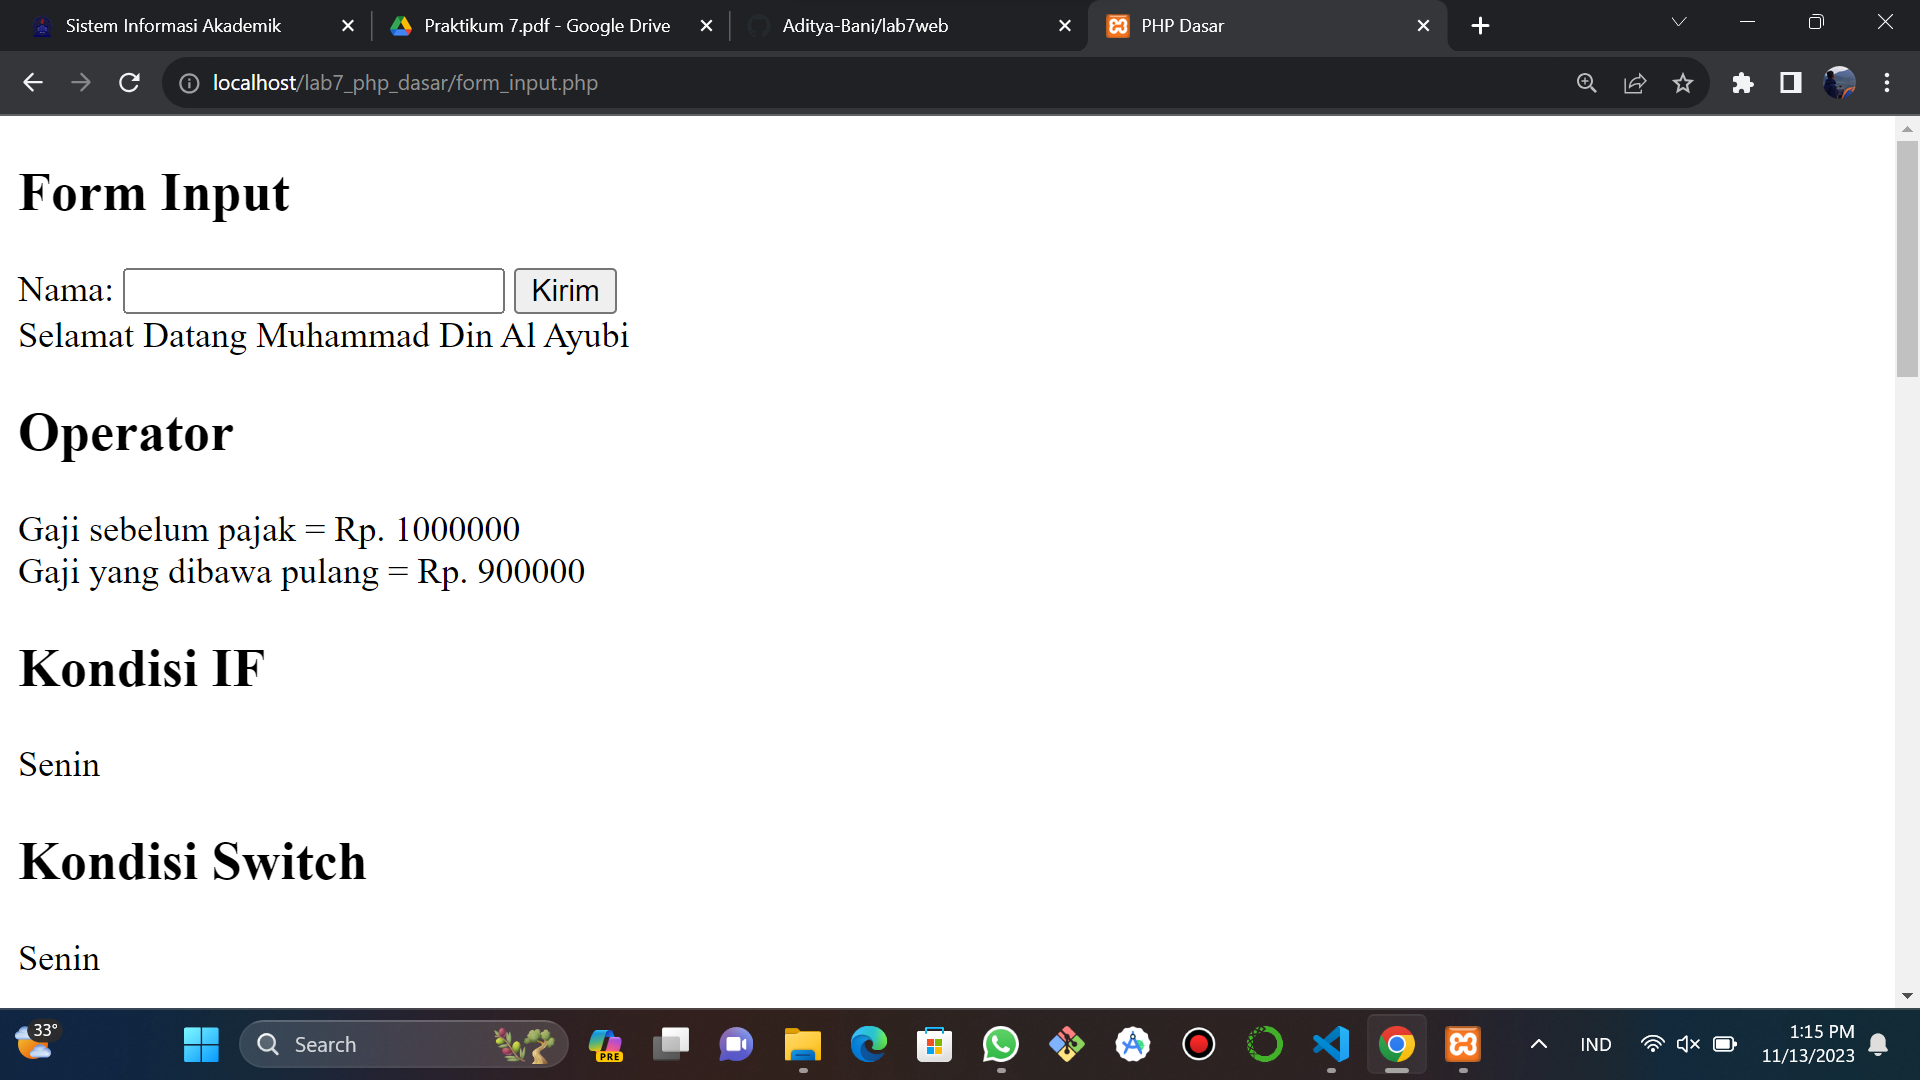 Sistem Informasi Akademik
Praktikum 7.pdf - Google Drive
Aditya-Bani/lab7web
PHP Dasar
localhost/lab7_php_dasar/form_input.php
Form Input
Nama: Kirim
Selamat Datang Muhammad Din Al Ayubi
Operator
Gaji sebelum pajak = Rp. 1000000
Gaji yang dibawa pulang = Rp. 900000
Kondisi IF
Senin
Kondisi Switch
Senin
33°
Search
PRE
IND
1:15 PM
11/13/2023